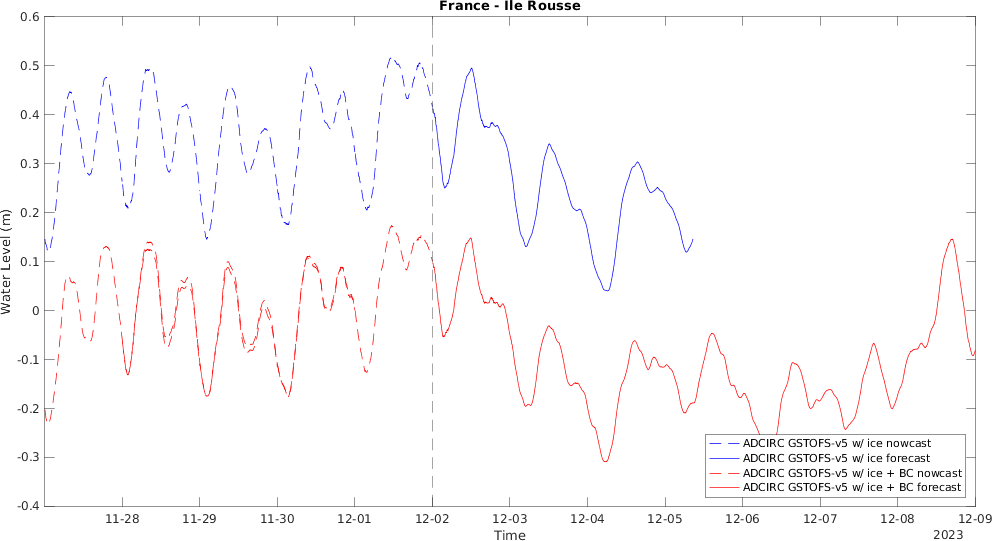 France - Ile Rousse
Water Level (m)
0.6
0.5
0.4
0.3
0.2
0.1
0
-0.1
-0.2
-0.3
-0.4
ADCIRC GSTOFS-v5 w/ ice nowcast
ADCIRC GSTOFS-v5 w/ ice forecast
ADCIRC GSTOFS-v5 w/ ice + BC nowcast
ADCIRC GSTOFS-v5 w/ ice + BC forecast
11-28 11-29 11-30 12-01 12-02 12-03 12-04 12-05 12-06 12-07 12-08 12-09
Time
2023